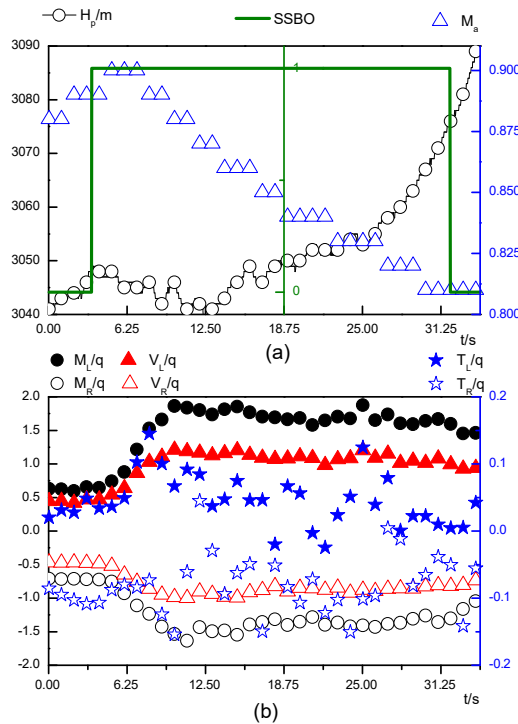 H_p/m SSBO M_a
3090 0.900
3080 1
0.875
3070
0.850
3060
0.825
3050
0
3040 0.800
0.00 6.25 12.50 18.75 25.00 31.25
t/s
(a)
M_L/q V_L/q T_L/q
M_R/q V_R/q T_R/q
2.0 0.2
1.5
1.0 0.1
0.5
0.0 0.0
-0.5
-1.0 -0.1
-1.5
-2.0 -0.2
0.00 6.25 12.50 18.75 25.00 31.25
t/s
(b)